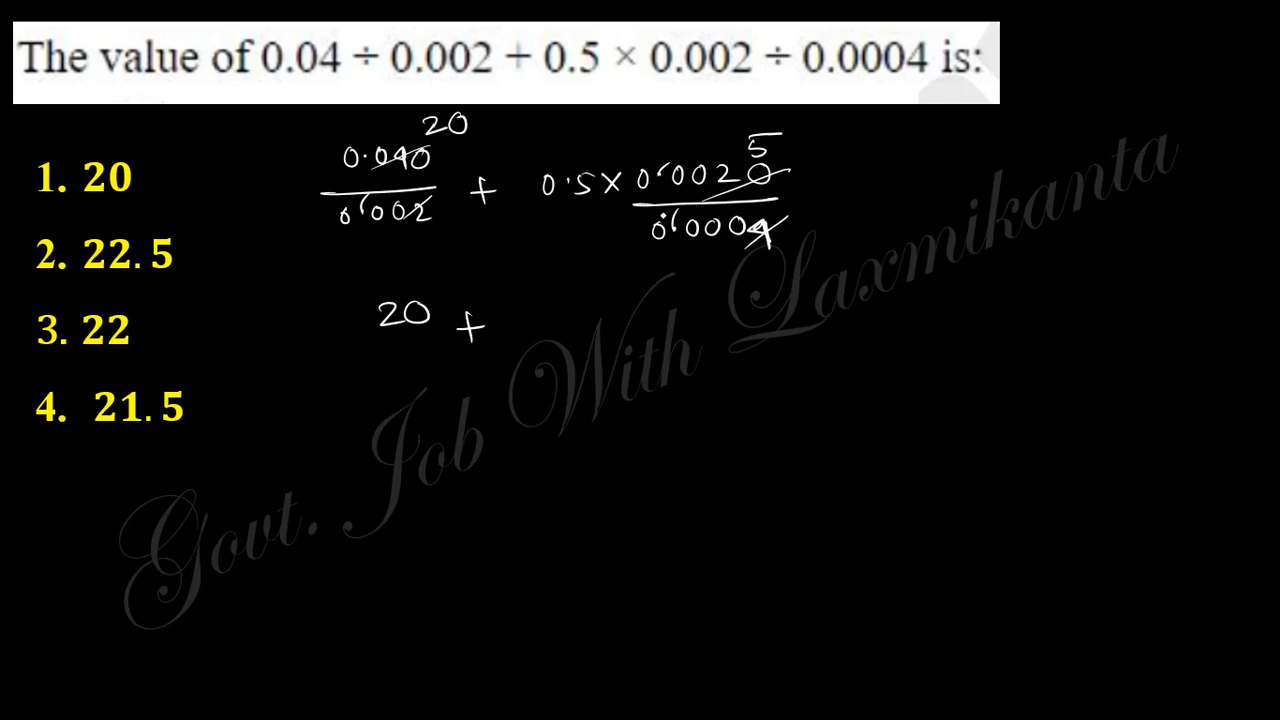 The value of 0.04 ÷ 0.002 + 0.5 × 0.002 ÷ 0.0004 is:
20
5
0.040 + 0.5 × 0.0020
0.002 0.0004
1. 20
2. 22.5
20 +
3. 22
4. 21.5
Govt. Job With Laxmikanta